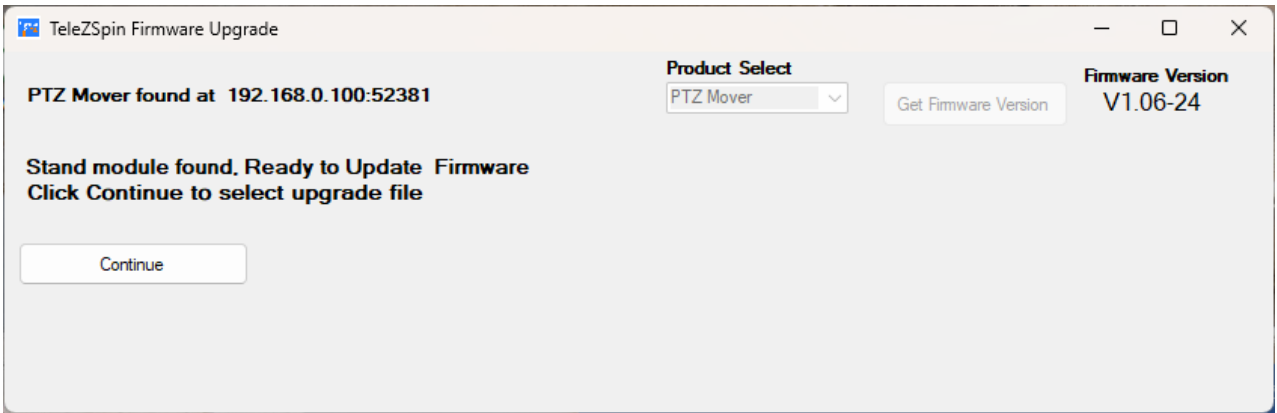 TeleZSpin Firmware Upgrade
PTZ Mover found at 192.168.0.100:52381
Product Select
PTZ Mover
Get Firmware Version
Firmware Version
V1.06-24
Stand module found, Ready to Update Firmware
Click Continue to select upgrade file
Continue